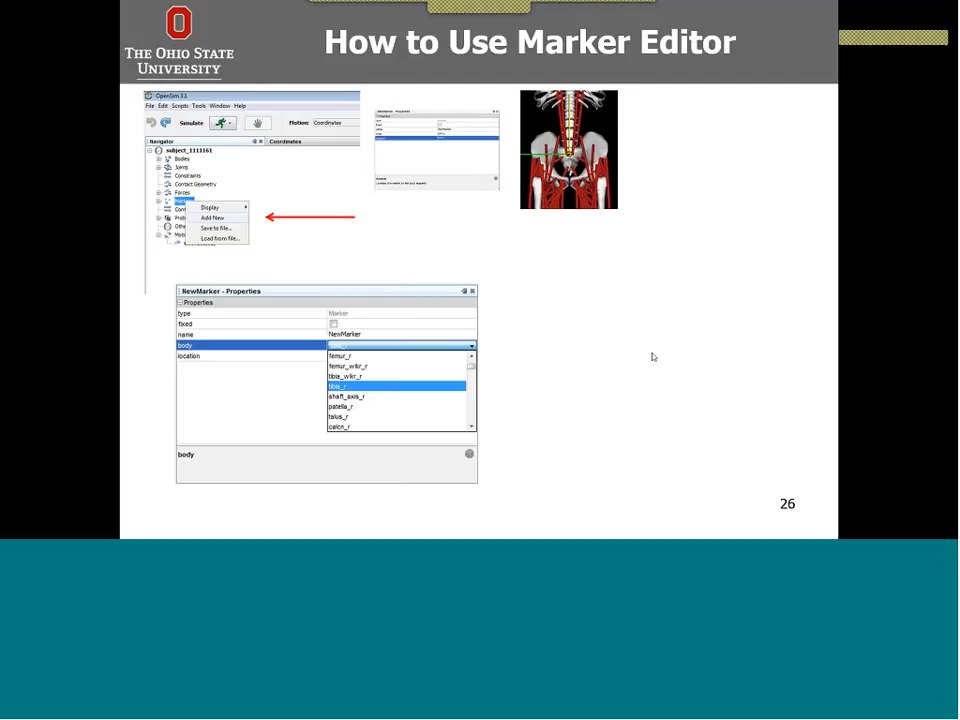 THE OHIO STATE
UNIVERSITY
How to Use Marker Editor
OpenSim 3.1
File Edit Scripts Tools Window Help
Simulate
Motion: Coordinates
Navigator
Coordinates
subject_1111161
Bodies
Joints
Constraints
Contact Geometry
Forces
Display
Add New
Save to file...
Load from file...
NewMarker - Properties
Properties
type Marker
fixed
name NewMarker
body
location
femur_r
femur_wlkr_r
tibia_wlkr_r
tibia_r
shaft_axis_r
patella_r
talus_r
calcn_r
body
26